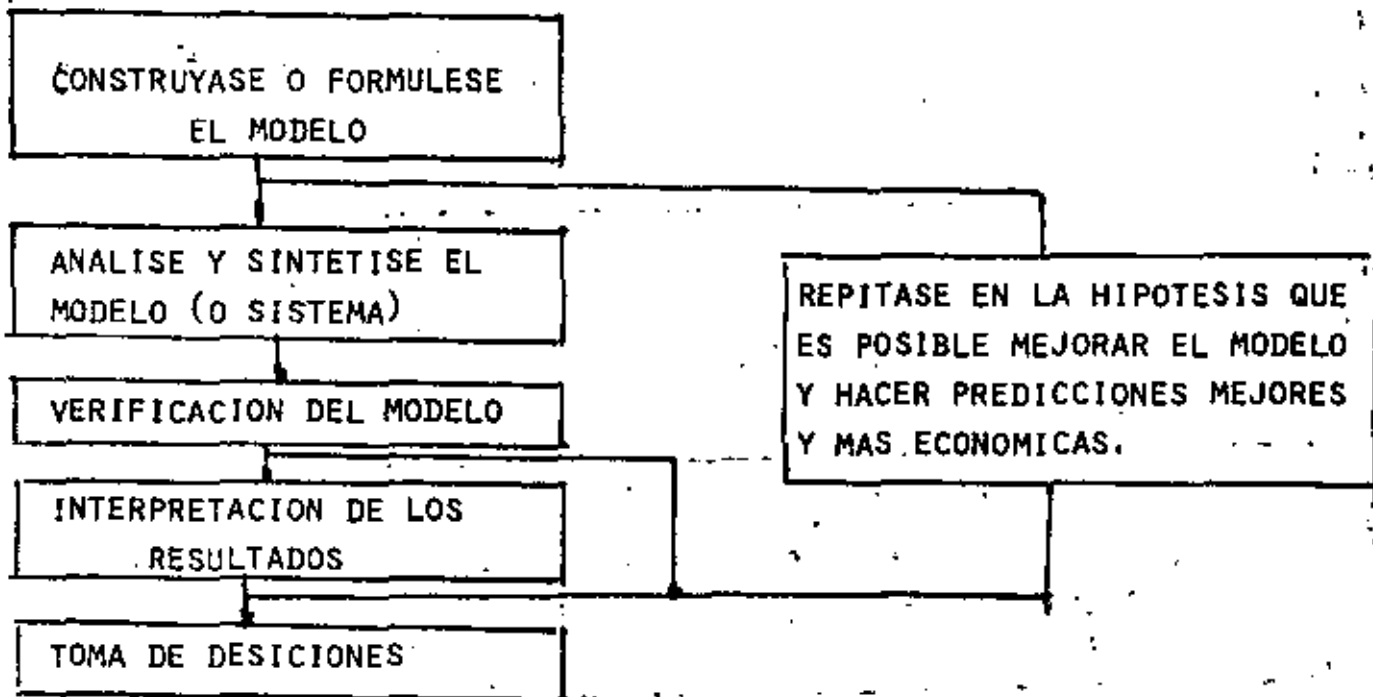 CONSTRUYASE O FORMULESE
EL MODELO
ANALISE Y SINTETISE EL
MODELO (O SISTEMA)
VERIFICACION DEL MODELO
INTERPRETACION DE LOS
RESULTADOS
TOMA DE DESICIONES
REPITASE EN LA HIPOTESIS QUE
ES POSIBLE MEJORAR EL MODELO
Y HACER PREDICCIONES MEJORES
Y MAS ECONOMICAS.